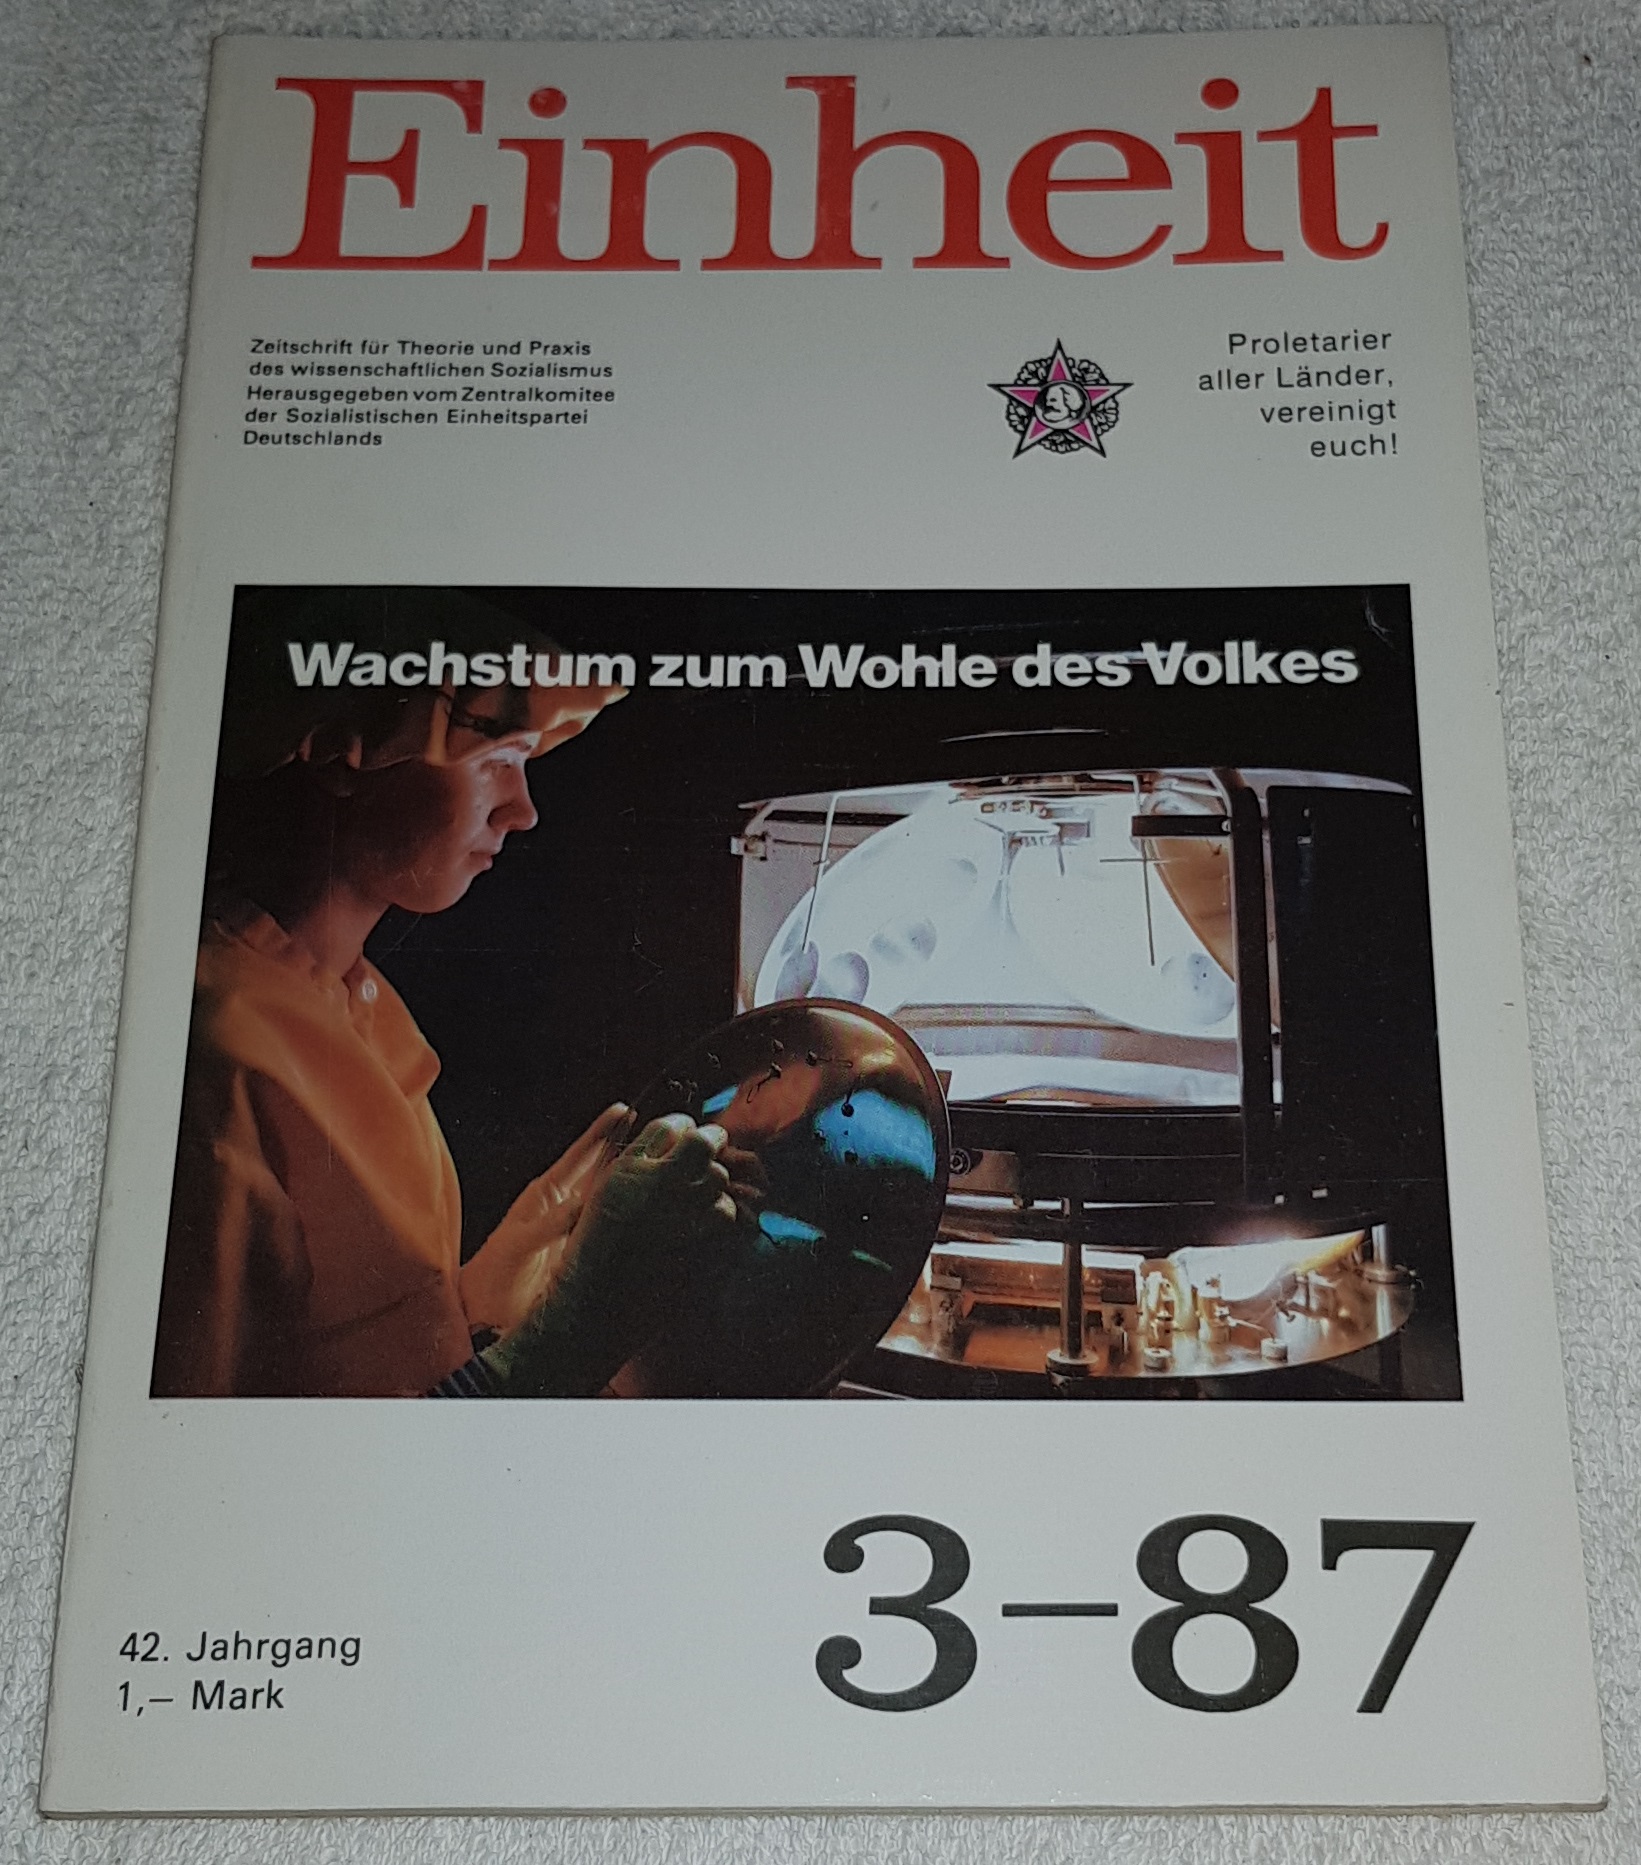 Einheit
Zeitschrift für Theorie und Praxis
des wissenschaftlichen Sozialismus
Herausgegeben vom Zentralkomitee
der Sozialistischen Einheitspartei
Deutschlands
Proletarier
aller Länder,
vereinigt
euch!
Wachstum zum Wohle des Volkes
3–87
42. Jahrgang
1,– Mark